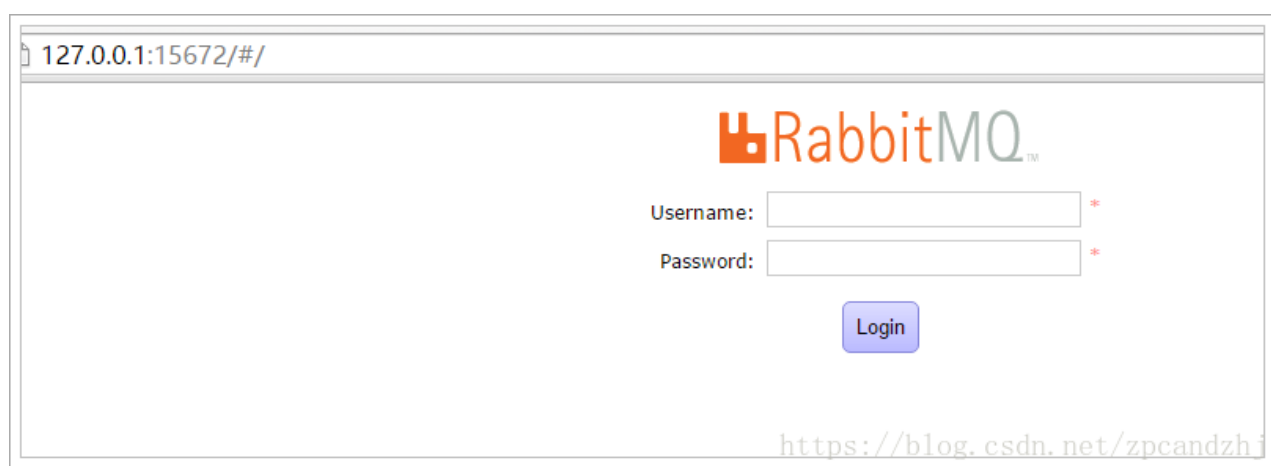 127.0.0.1:15672/#/
RabbitMQ TM
Username: *
Password: *
Login
https://blog.csdn.net/zpcandzhj